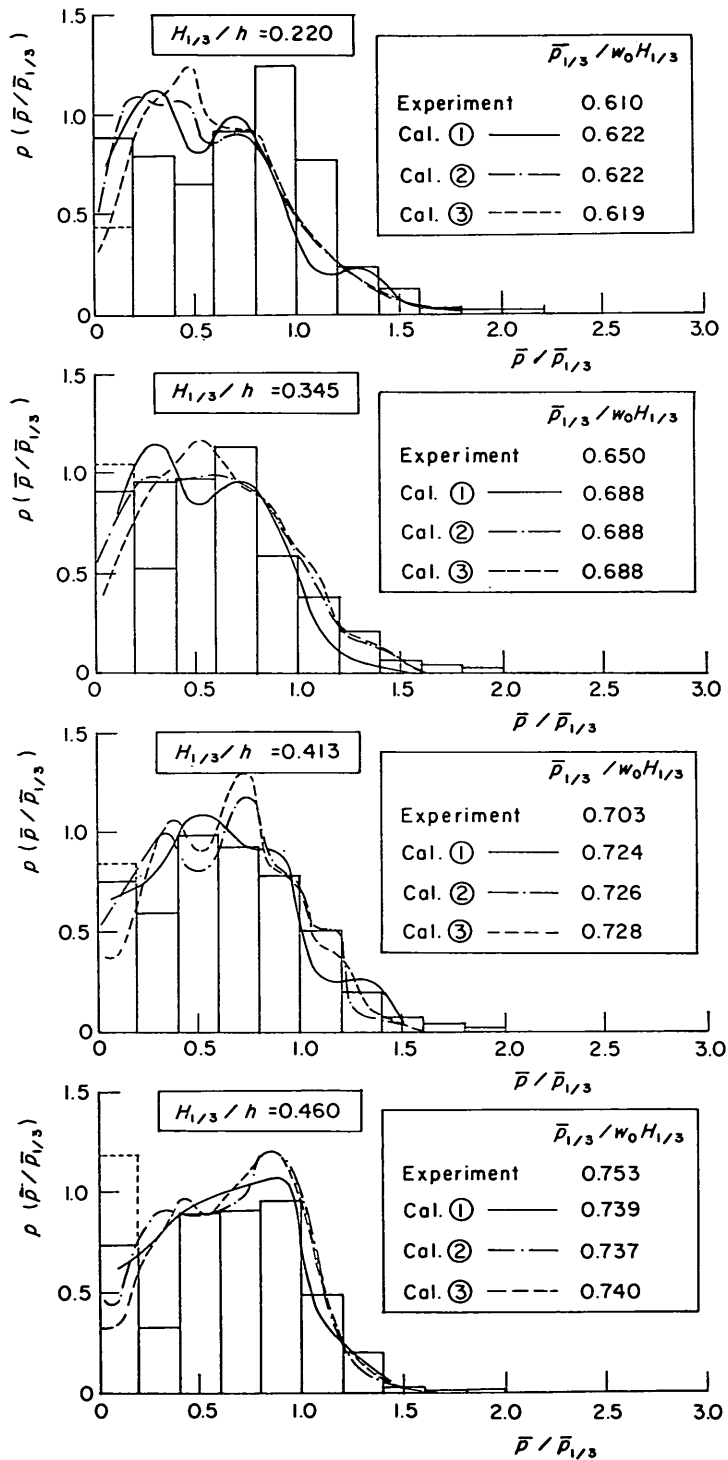 1.5
H1/3 / h =0.220
p̄1/3 / w0H1/3
Experiment 0.610
Cal. ① 0.622
Cal. ② 0.622
Cal. ③ 0.619
p ( p̄ / p̄1/3 )
1.0
0.5
0
0 0.5 1.0 1.5 2.0 2.5 3.0
p̄ / p̄1/3
1.5
H1/3 / h =0.345
p̄1/3 / w0H1/3
Experiment 0.650
Cal. ① 0.688
Cal. ② 0.688
Cal. ③ 0.688
p ( p̄ / p̄1/3 )
1.0
0.5
0
0 0.5 1.0 1.5 2.0 2.5 3.0
p̄ / p̄1/3
1.5
H1/3 / h =0.413
p̄1/3 / w0H1/3
Experiment 0.703
Cal. ① 0.724
Cal. ② 0.726
Cal. ③ 0.728
p ( p̄ / p̄1/3 )
1.0
0.5
0
0 0.5 1.0 1.5 2.0 2.5 3.0
p̄ / p̄1/3
1.5
H1/3 / h =0.460
p̄1/3 / w0H1/3
Experiment 0.753
Cal. ① 0.739
Cal. ② 0.737
Cal. ③ 0.740
p ( p̄ / p̄1/3 )
1.0
0.5
0
0 0.5 1.0 1.5 2.0 2.5 3.0
p̄ / p̄1/3